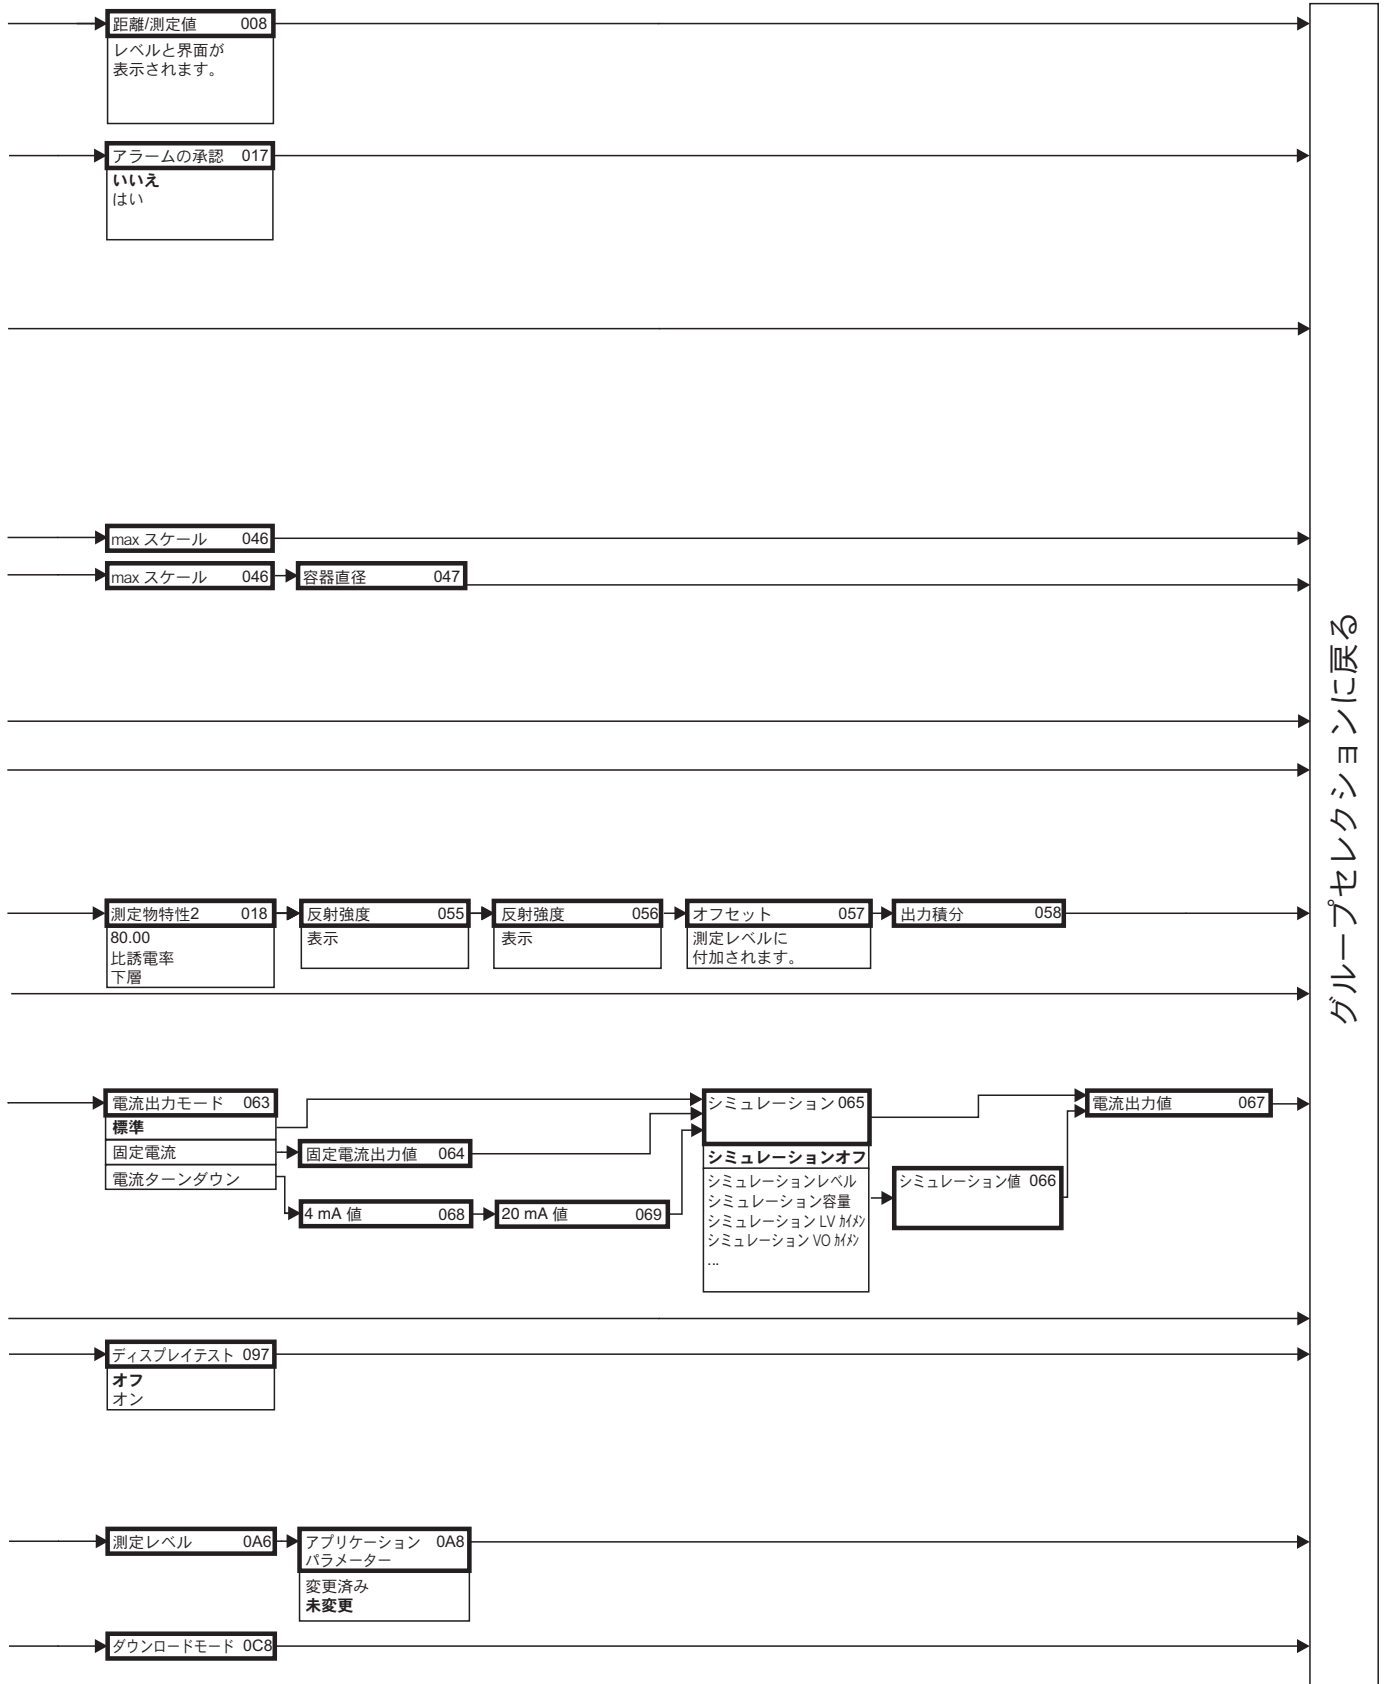 距離/測定値 008
レベルと界面が
表示されます。
アラームの承認 017
いいえ
はい
max スケール 046
max スケール 046
容器直径 047
測定物特性2 018
80.00
比誘電率
下層
反射強度 055
表示
反射強度 056
表示
オフセット 057
測定レベルに
付加されます。
出力積分 058
電流出力モード 063
標準
固定電流
電流ターンダウン
固定電流出力値 064
4 mA 値 068
20 mA 値 069
シミュレーション 065
シミュレーションオフ
シミュレーションレベル
シミュレーション容量
シミュレーション LV ｶｲﾒﾝ
シミュレーション VO ｶｲﾒﾝ
...
シミュレーション値 066
電流出力値 067
ディスプレイテスト 097
オフ
オン
測定レベル 0A6
アプリケーション 0A8
パラメーター
変更済み
未変更
ダウンロードモード 0C8
グループセレクションに戻る